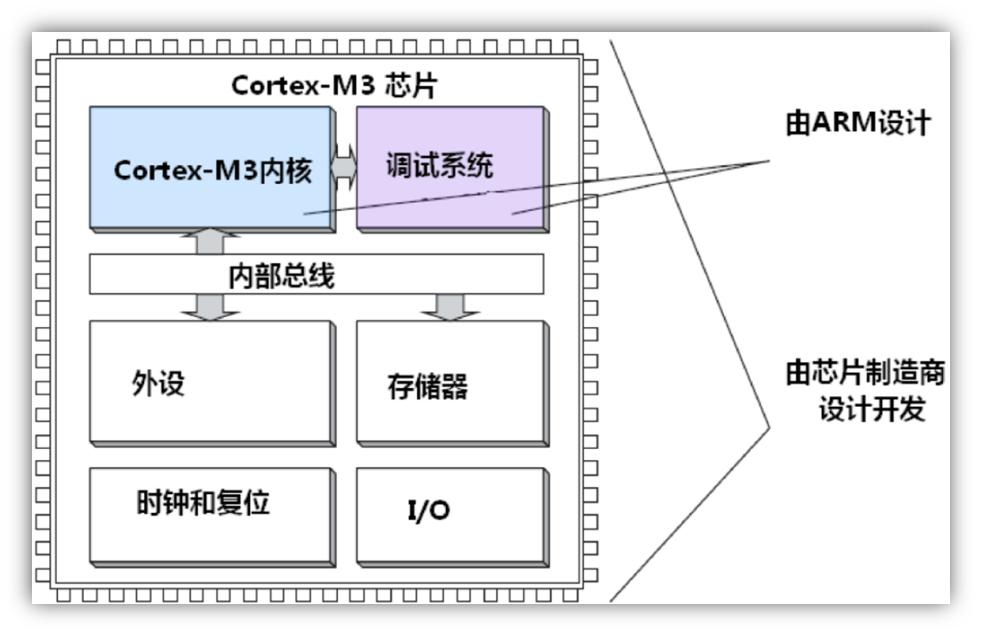 Cortex-M3 芯片
Cortex-M3内核
调试系统
由ARM设计
内部总线
外设
存储器
由芯片制造商
设计开发
时钟和复位
I/O